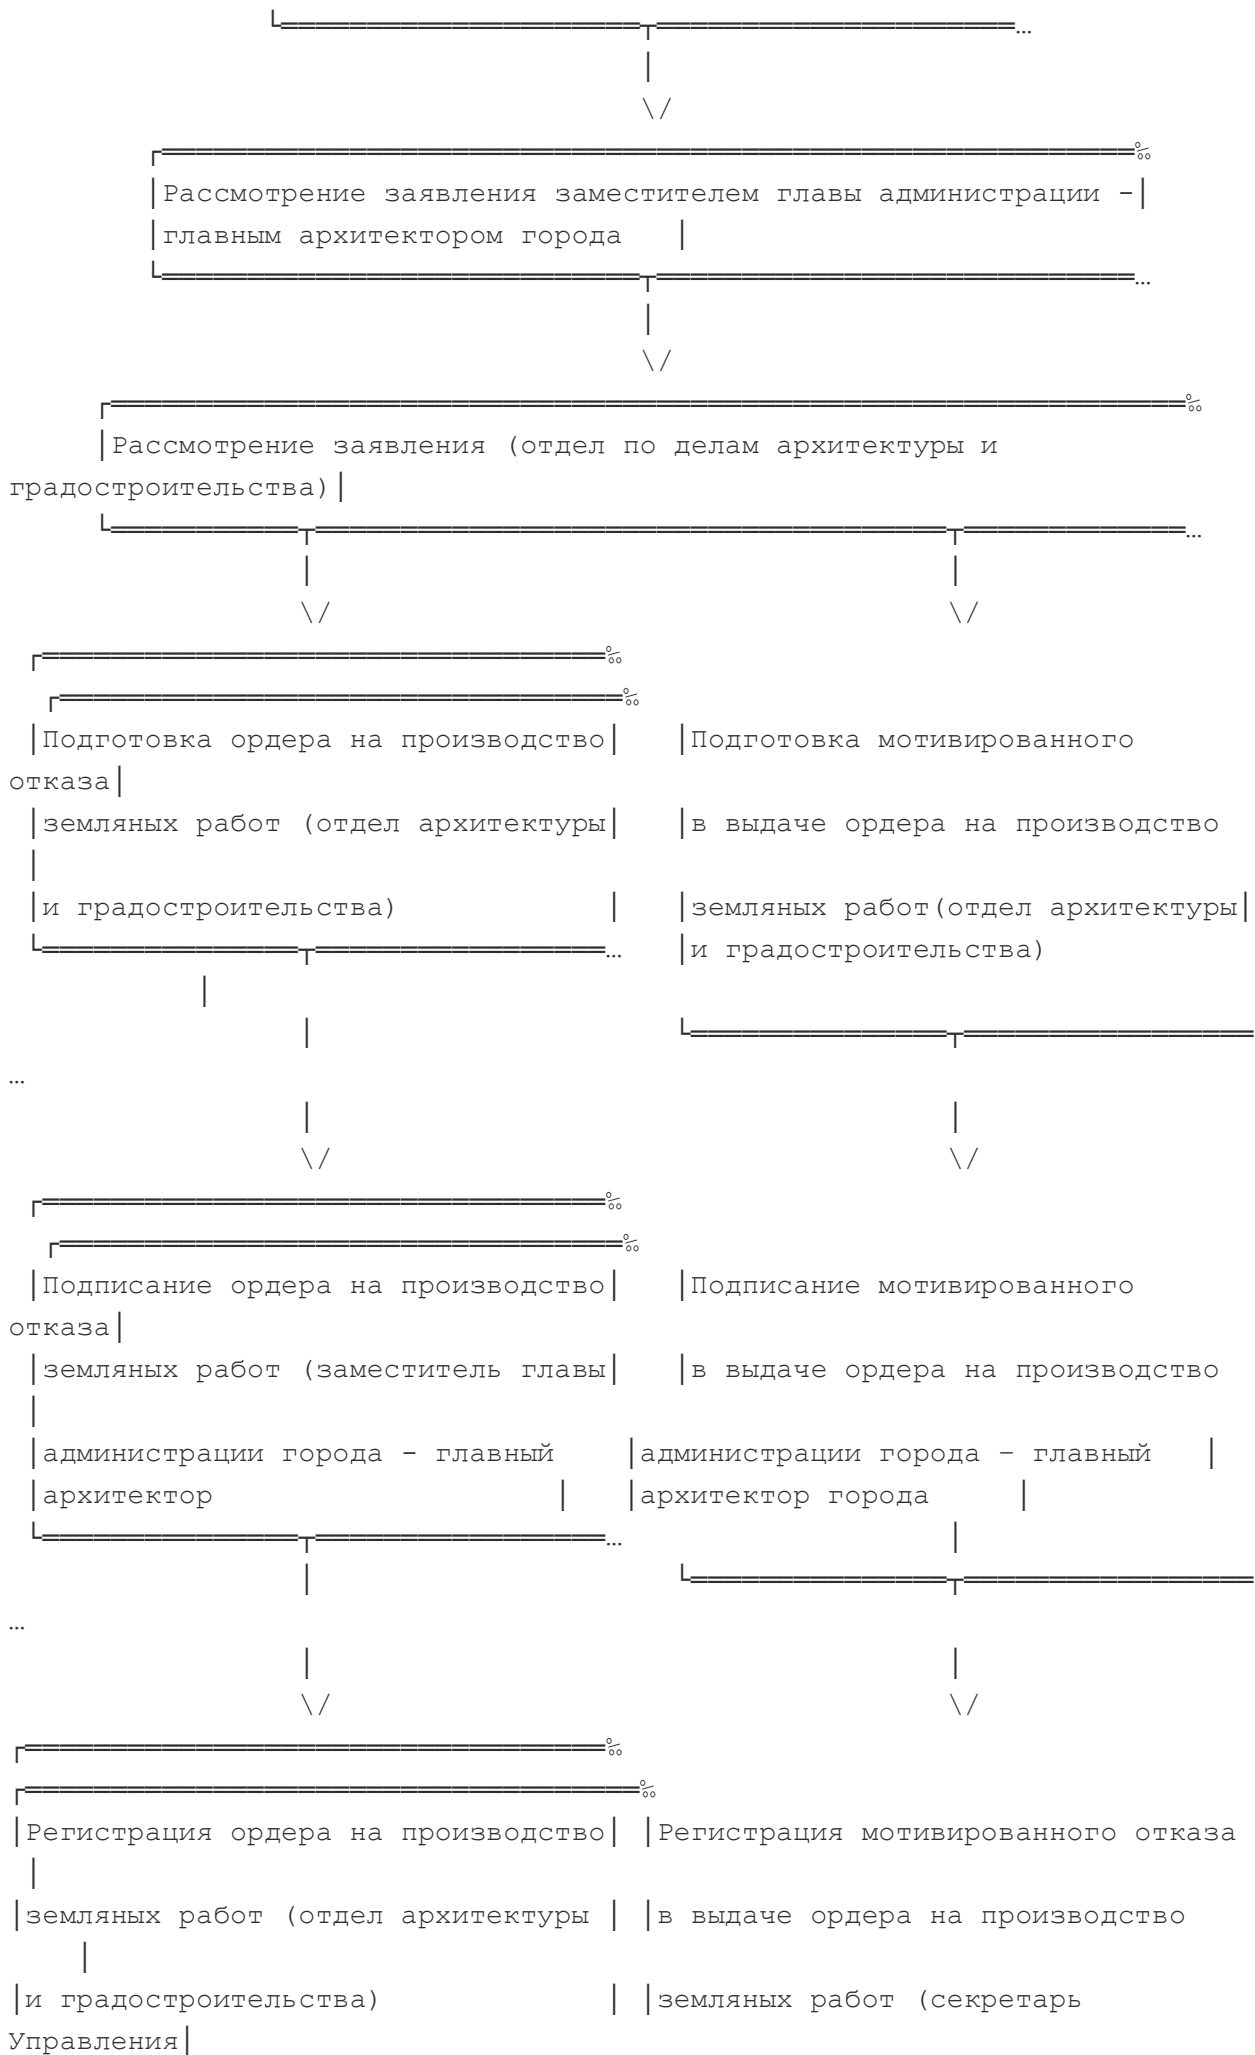 └═════════════════════┬═════════════════════…
│
\/
┌═════════════════════════════════════════════════════════‰
│Рассмотрение заявления заместителем главы администрации -│
│главным архитектором города   │
└════════════════════════════┬════════════════════════════…
│
\/
┌═══════════════════════════════════════════════════════════════‰
│Рассмотрение заявления (отдел по делам архитектуры и
градостроительства)│
└═══════════┬═════════════════════════════════════┬═════════════…
│                                     │
\/                                    \/
┌═════════════════════════════════‰
┌═════════════════════════════════‰
│Подготовка ордера на производство│   │Подготовка мотивированного
отказа│
│земляных работ (отдел архитектуры│   │в выдаче ордера на производство
│
│и градостроительства)            │   │земляных работ(отдел архитектуры│
└═══════════════┬═════════════════…   │и градостроительства)
│
│                     └═══════════════┬═════════════════
…
│                                     │
\/                                    \/
┌═════════════════════════════════‰
┌═════════════════════════════════‰
│Подписание ордера на производство│   │Подписание мотивированного
отказа│
│земляных работ (заместитель главы│   │в выдаче ордера на производство
│
│администрации города - главный    │администрации города – главный   │
│архитектор                    │   │архитектор города     │
└═══════════════┬═════════════════…                   │
│                     └═══════════════┬═════════════════
…
│                                     │
\/                                    \/
┌══════════════════════════════════‰
┌════════════════════════════════════‰
│Регистрация ордера на производство│ │Регистрация мотивированного отказа
│
│земляных работ (отдел архитектуры │ │в выдаче ордера на производство
│
│и градостроительства)             │ │земляных работ (секретарь
Управления│